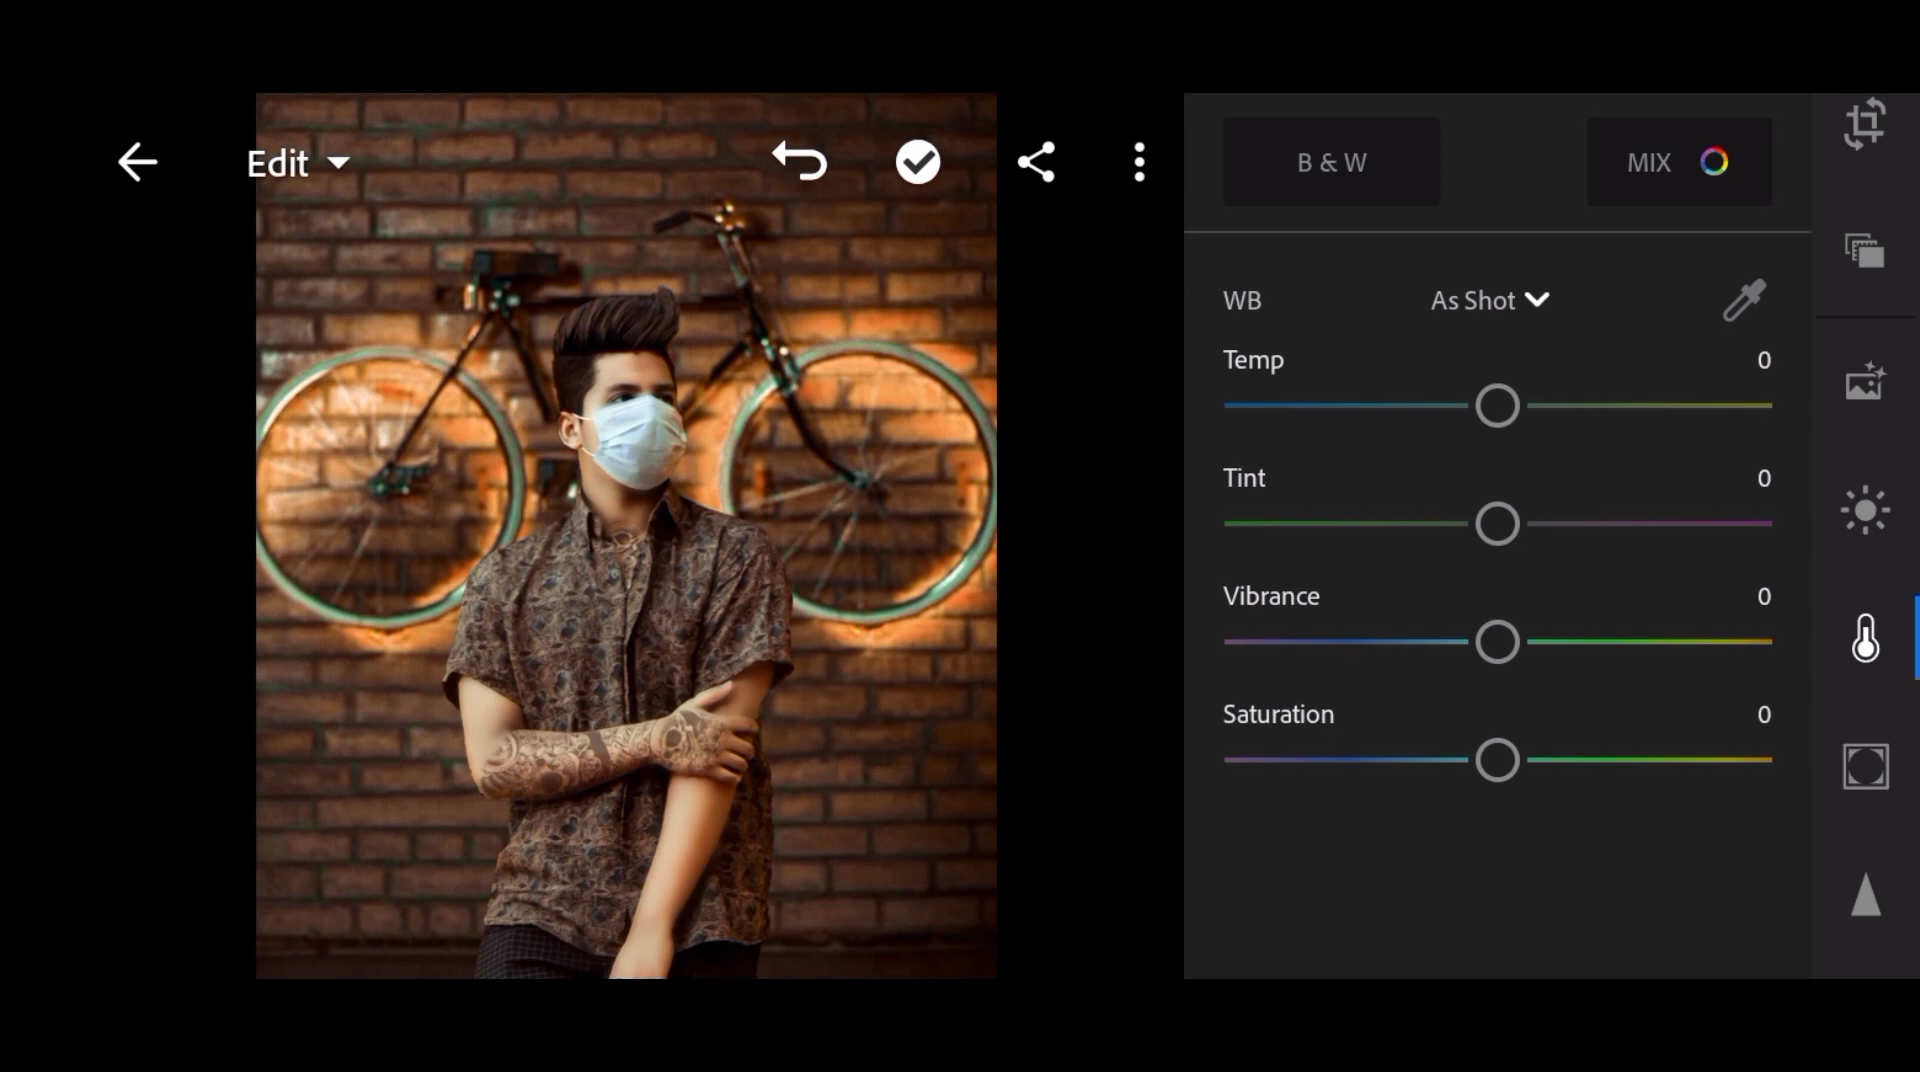 Edit
B & W
MIX
WB
As Shot
Temp
0
Tint
0
Vibrance
0
Saturation
0